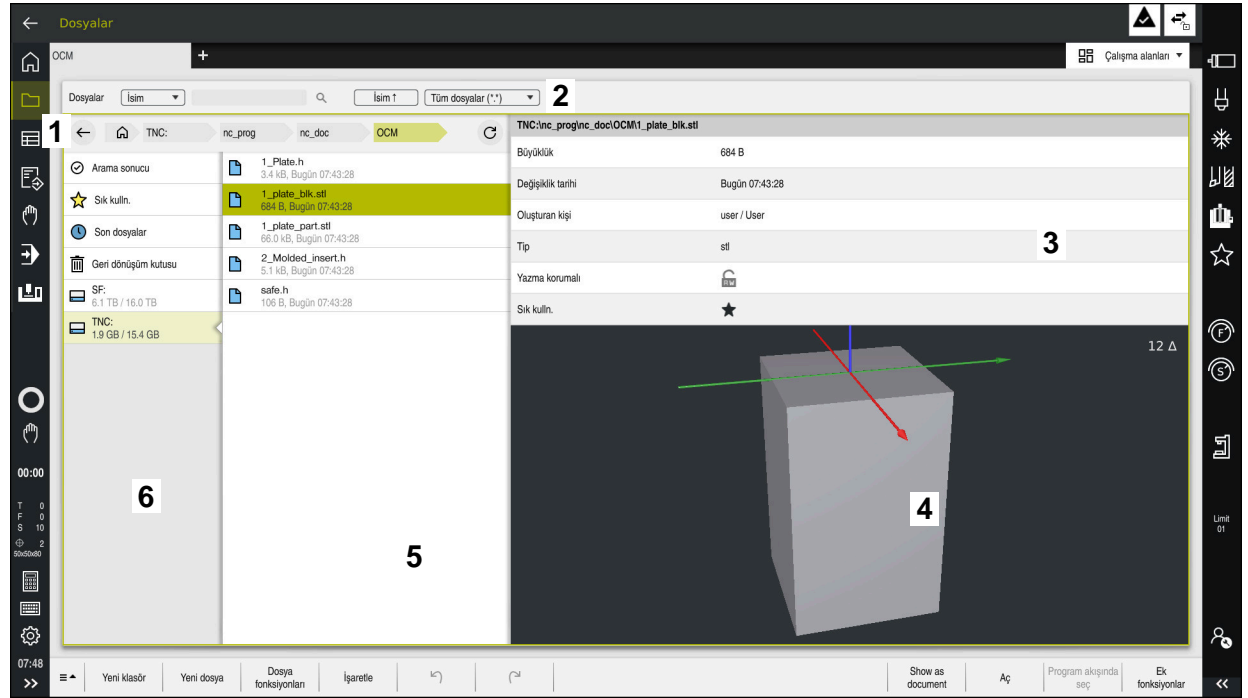 Dosyalar
OCM
+
Çalışma alanları
Dosyalar
İsim
İsim ↑
Tüm dosyalar (*.*)
2
1
TNC:
nc_prog
nc_doc
OCM
Arama sonucu
Sık kulln.
Son dosyalar
Geri dönüşüm kutusu
SF:
6.1 TB / 16.0 TB
TNC:
1.9 GB / 15.4 GB
6
1_Plate.h
3.4 kB, Bugün 07:43:28
1_plate_blk.stl
684 B, Bugün 07:43:28
1_plate_part.stl
66.0 kB, Bugün 07:43:28
2_Molded_insert.h
5.1 kB, Bugün 07:43:28
safe.h
106 B, Bugün 07:43:28
5
TNC:\nc_prog\nc_doc\OCM\1_plate_blk.stl
Büyüklük 684 B
Değişiklik tarihi Bugün 07:43:28
Oluşturan kişi user / User
Tip stl
Yazma korumalı RW
Sık kulln.
3
12 Δ
4
00:00
T 0
F 0
S 10
2
50x50x80
07:48
F
S
Limit
01
Yeni klasör
Yeni dosya
Dosya
fonksiyonları
İşaretle
Show as
document
Aç
Program akışında
seç
Ek
fonksiyonlar